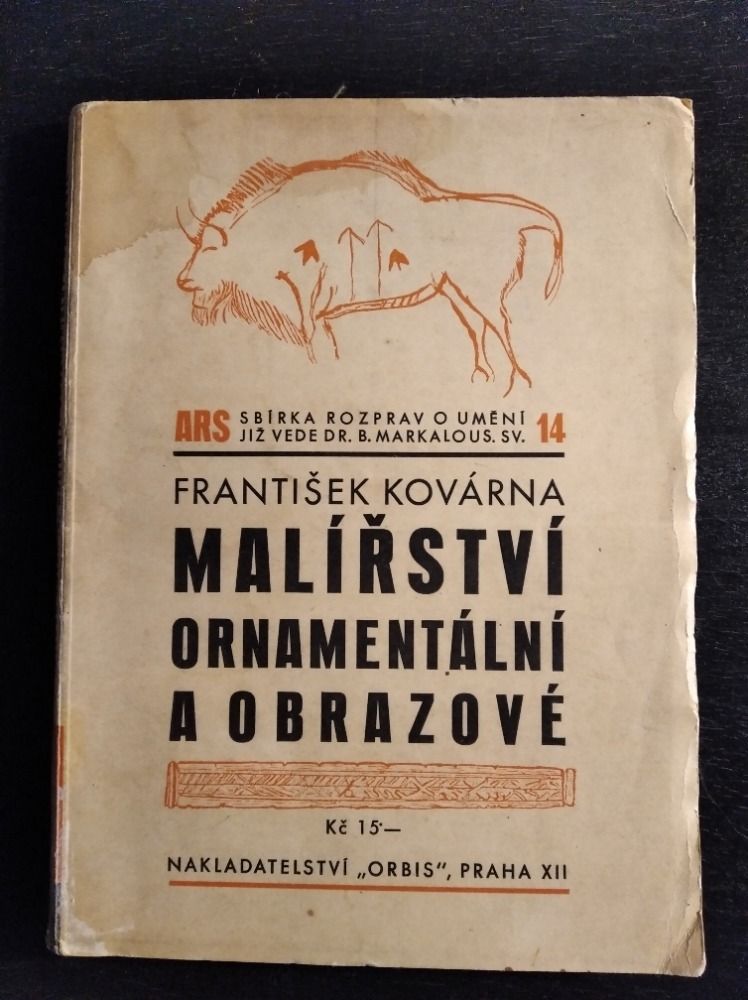 ARS SBÍRKA ROZPRAV O UMĚNÍ
JIŽ VEDE DR. B. MARKALOUS. SV. 14
FRANTIŠEK KOVÁRNA
MALÍŘSTVÍ
ORNAMENTÁLNÍ
A OBRAZOVÉ
Kč 15·—
NAKLADATELSTVÍ „ORBIS“, PRAHA XII